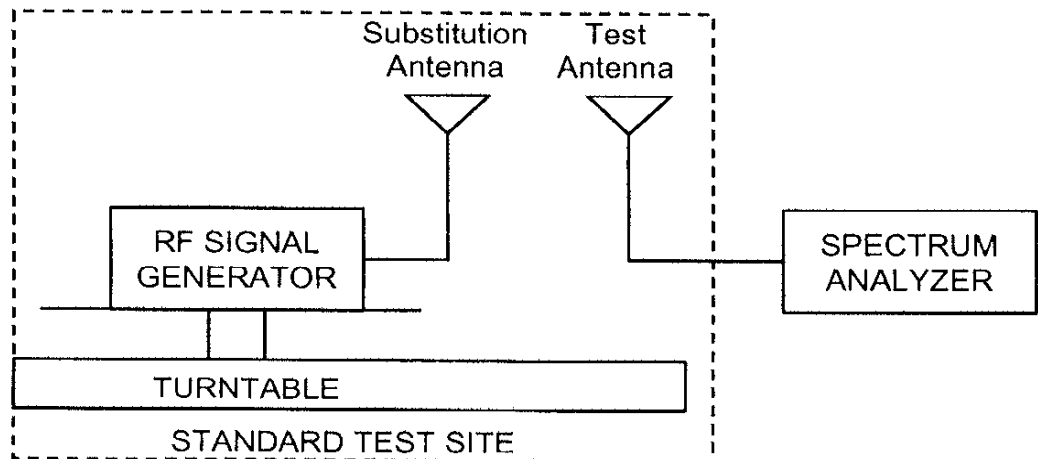 Substitution
Antenna
Test
Antenna
RF SIGNAL
GENERATOR
SPECTRUM
ANALYZER
TURNTABLE
STANDARD TEST SITE